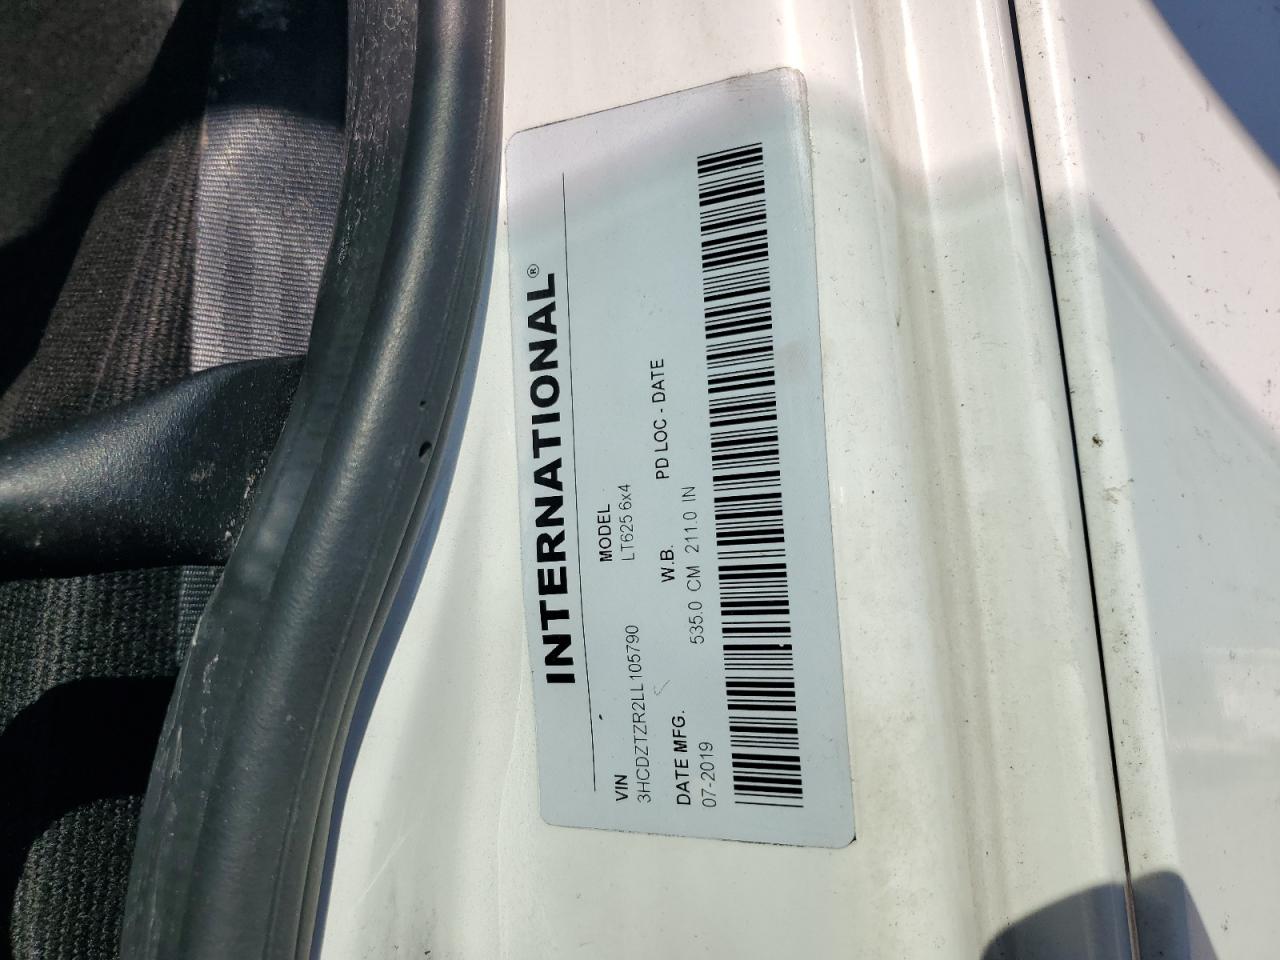 INTERNATIONAL®
VIN MODEL
3HCDZTZR2LL105790 LT625 6x4
DATE MFG. W.B. PD LOC - DATE
07-2019 535.0 CM 211.0 IN